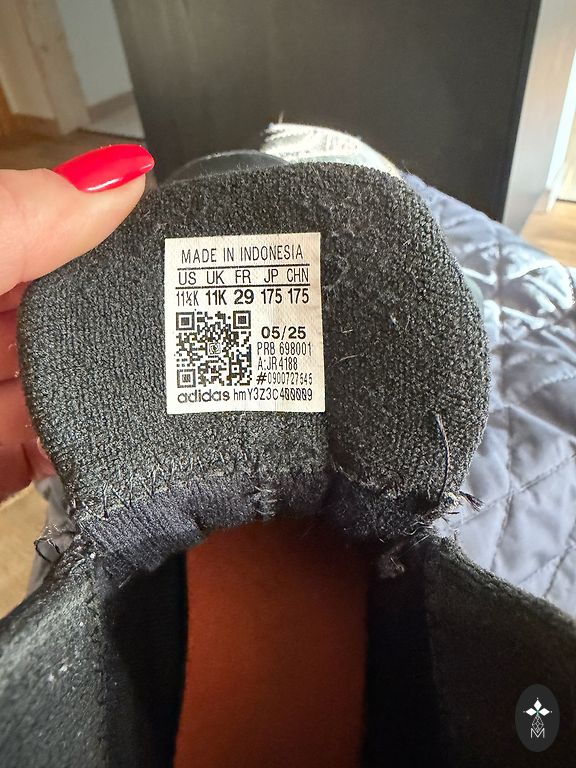 MADE IN INDONESIA
US UK FR JP CHN
11½K 11K 29 175 175
05/25
PRB 698001
A:JR4188
#0900727545
adidas hmY3Z3C400009
M